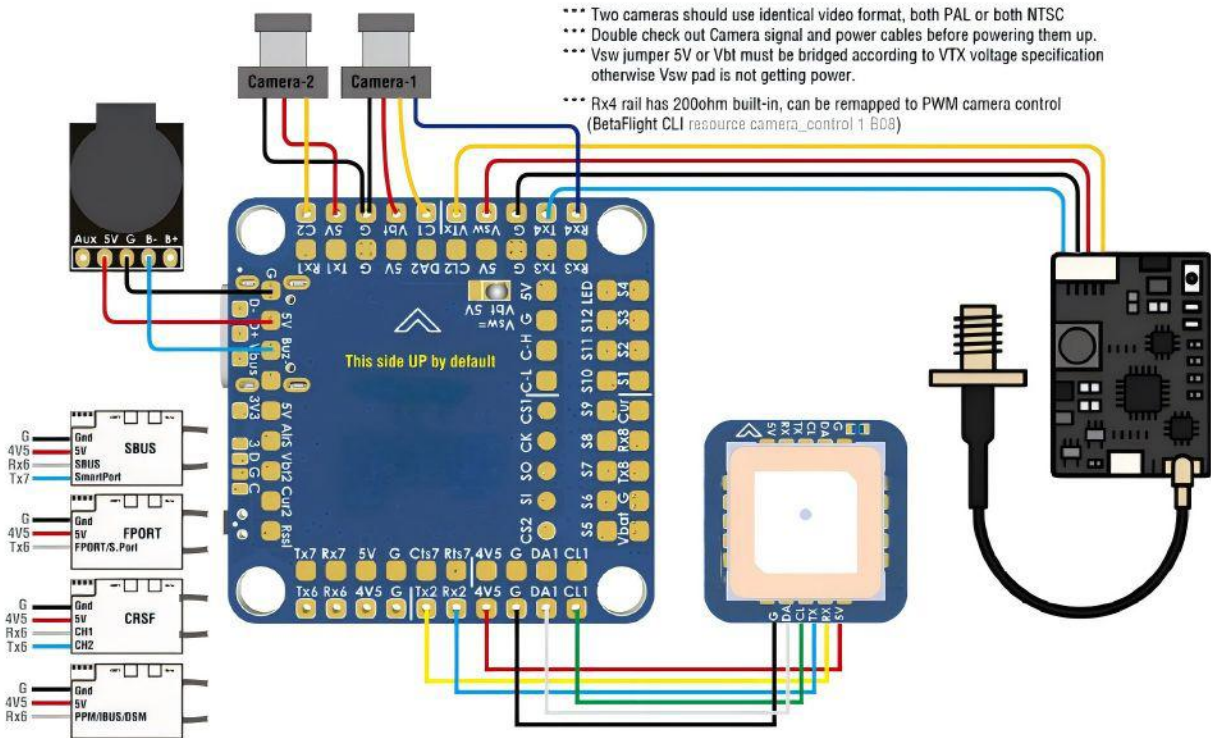 *** Two cameras should use identical video format, both PAL or both NTSC
*** Double check out Camera signal and power cables before powering them up.
*** Vsw jumper 5V or Vbt must be bridged according to VTX voltage specification
otherwise Vsw pad is not getting power.
*** Rx4 rail has 200ohm built-in, can be remapped to PWM camera control
(BetaFlight CLI resource camera_control 1 B08)
Camera-2 Camera-1
Aux 5V G B- B+
C2 5V G Vbt C1 VTx Vsw G Tx4 Rx4
Rx1 Tx1 G 5V DA2 CL2 5V G Tx3 Rx3
G
5V
Buz
D- D+ Vbus
3V3
3 D G C
5V Airs Vbf2 Cur2 Rssi
Vsw=
Vbt 5V
This side UP by default
5V LED S4
G S12 S3
C-H S11 S2
C-L S10 S1
CS1 S9 Cur
CK S8 Rx8
SO S7 Tx8
SI S6 G
CS2 S5 Vbat
Tx7 Rx7 5V G Cts7 Rts7 4V5 G DA1 CL1
Tx6 Rx6 4V5 G Tx2 Rx2 4V5 G DA1 CL1
5V RX TX CL DA G
G DA CL TX RX 5V
G Gnd
4V5 5V SBUS
Rx6 SBUS
Tx7 SmartPort
G Gnd
4V5 5V FPORT
Tx6 FPORT/S.Port
G Gnd
4V5 5V CRSF
Rx6 CH1
Tx6 CH2
G Gnd
4V5 5V
Rx6 PPM/IBUS/DSM